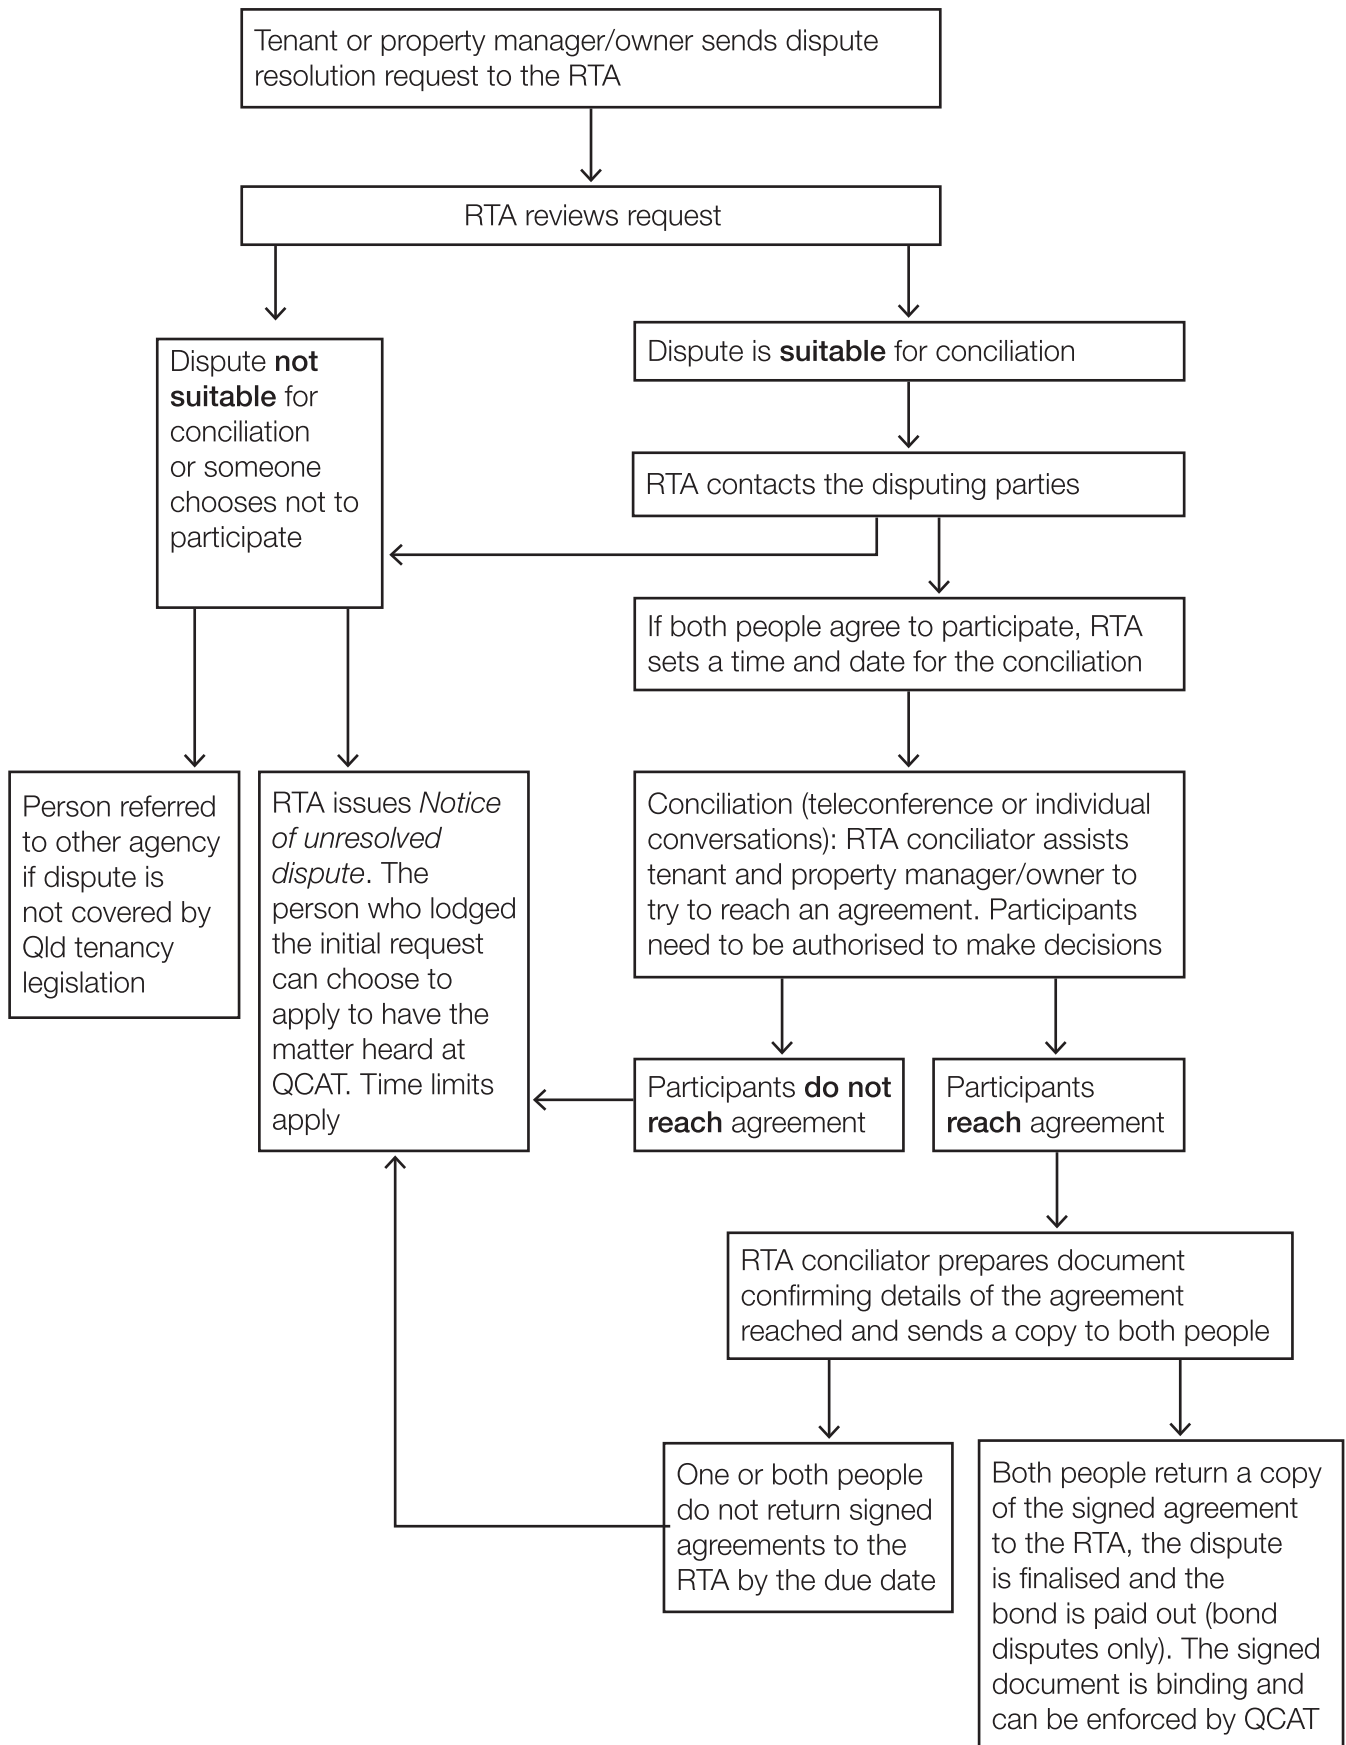 Tenant or property manager/owner sends dispute
resolution request to the RTA
RTA reviews request
Dispute not
suitable for
conciliation
or someone
chooses not to
participate
Dispute is suitable for conciliation
RTA contacts the disputing parties
If both people agree to participate, RTA
sets a time and date for the conciliation
Person referred
to other agency
if dispute is
not covered by
Qld tenancy
legislation
RTA issues Notice
of unresolved
dispute. The
person who lodged
the initial request
can choose to
apply to have the
matter heard at
QCAT. Time limits
apply
Conciliation (teleconference or individual
conversations): RTA conciliator assists
tenant and property manager/owner to
try to reach an agreement. Participants
need to be authorised to make decisions
Participants do not
reach agreement
Participants
reach agreement
RTA conciliator prepares document
confirming details of the agreement
reached and sends a copy to both people
One or both people
do not return signed
agreements to the
RTA by the due date
Both people return a copy
of the signed agreement
to the RTA, the dispute
is finalised and the
bond is paid out (bond
disputes only). The signed
document is binding and
can be enforced by QCAT